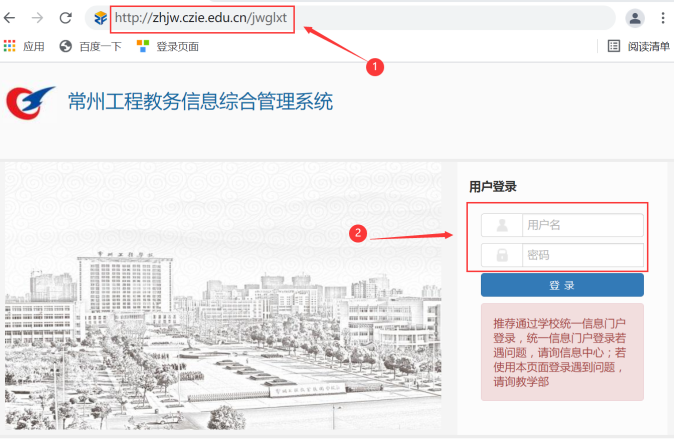 http://zhjw.czie.edu.cn/jwglxt
应用 百度一下 登录页面 阅读清单
1
常州工程教务信息综合管理系统
用户登录
用户名
2
密码
登 录
推荐通过学校统一信息门户
登录，统一信息门户登录若
遇问题，请询信息中心；若
使用本页面登录遇到问题，
请询教学部